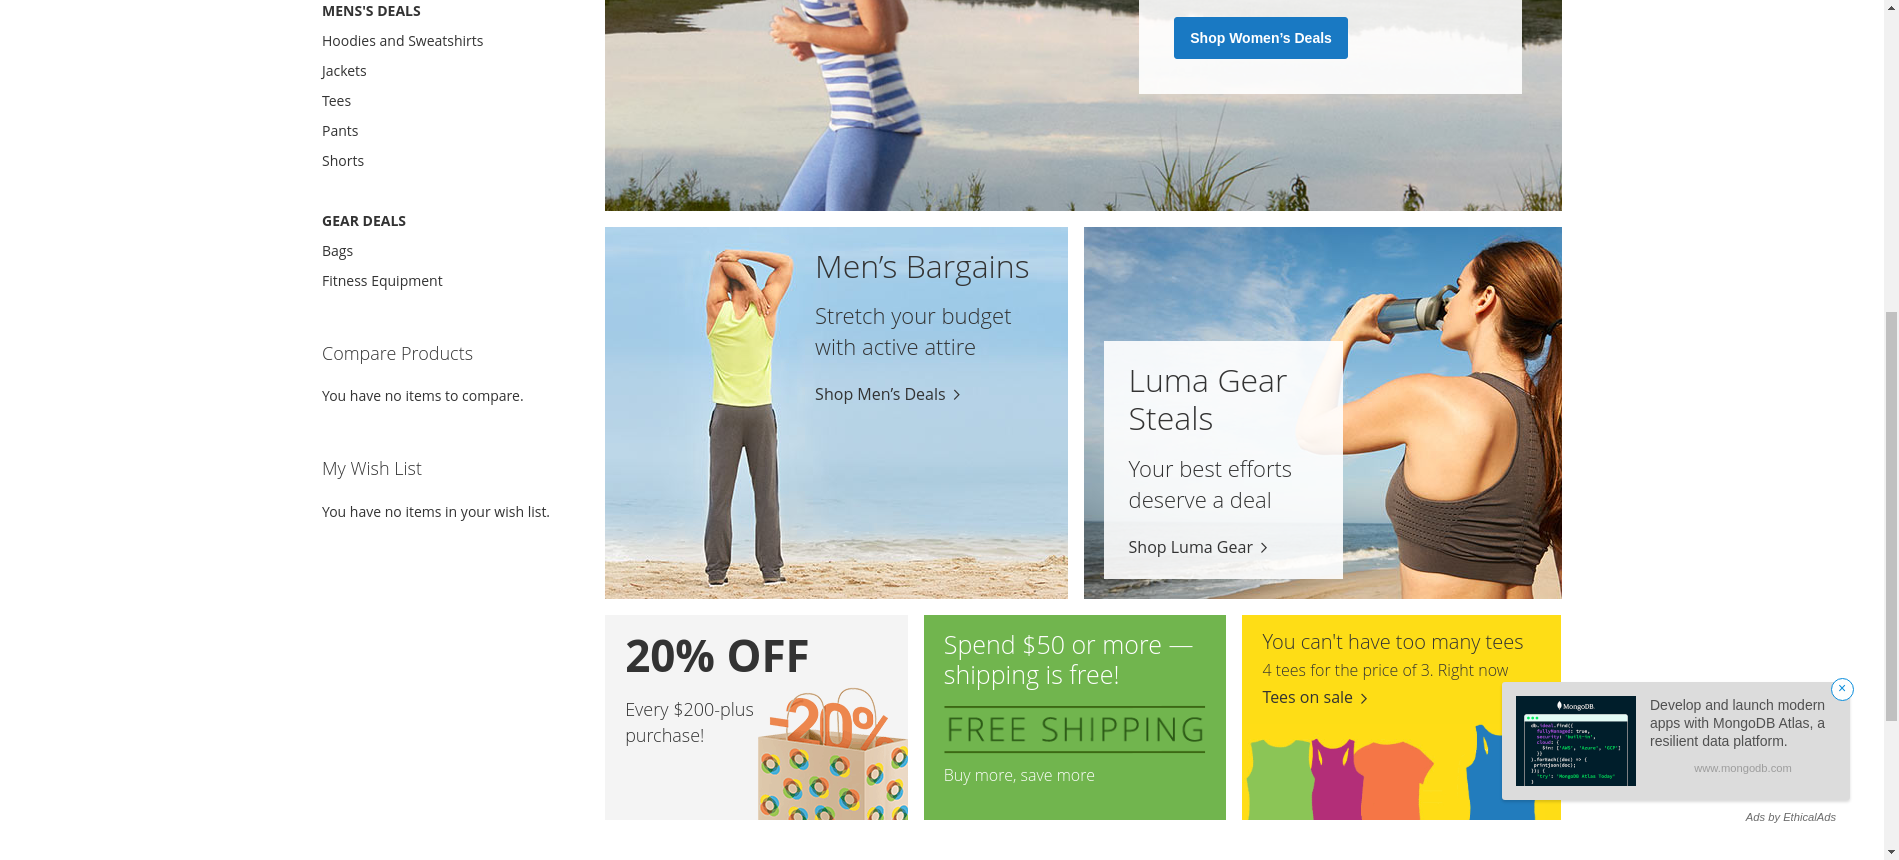 MENS'S DEALS
Hoodies and Sweatshirts
Jackets
Tees
Pants
Shorts
GEAR DEALS
Bags
Fitness Equipment
Compare Products
You have no items to compare.
My Wish List
You have no items in your wish list.
Shop Women’s Deals
Men’s Bargains
Stretch your budget
with active attire
Shop Men’s Deals
Luma Gear
Steals
Your best efforts
deserve a deal
Shop Luma Gear
20% OFF
Every $200-plus
purchase!
-20%
Spend $50 or more —
shipping is free!
FREE SHIPPING
Buy more, save more
You can't have too many tees
4 tees for the price of 3. Right now
Tees on sale
MongoDB
Develop and launch modern
apps with MongoDB Atlas, a
resilient data platform.
www.mongodb.com
Ads by EthicalAds